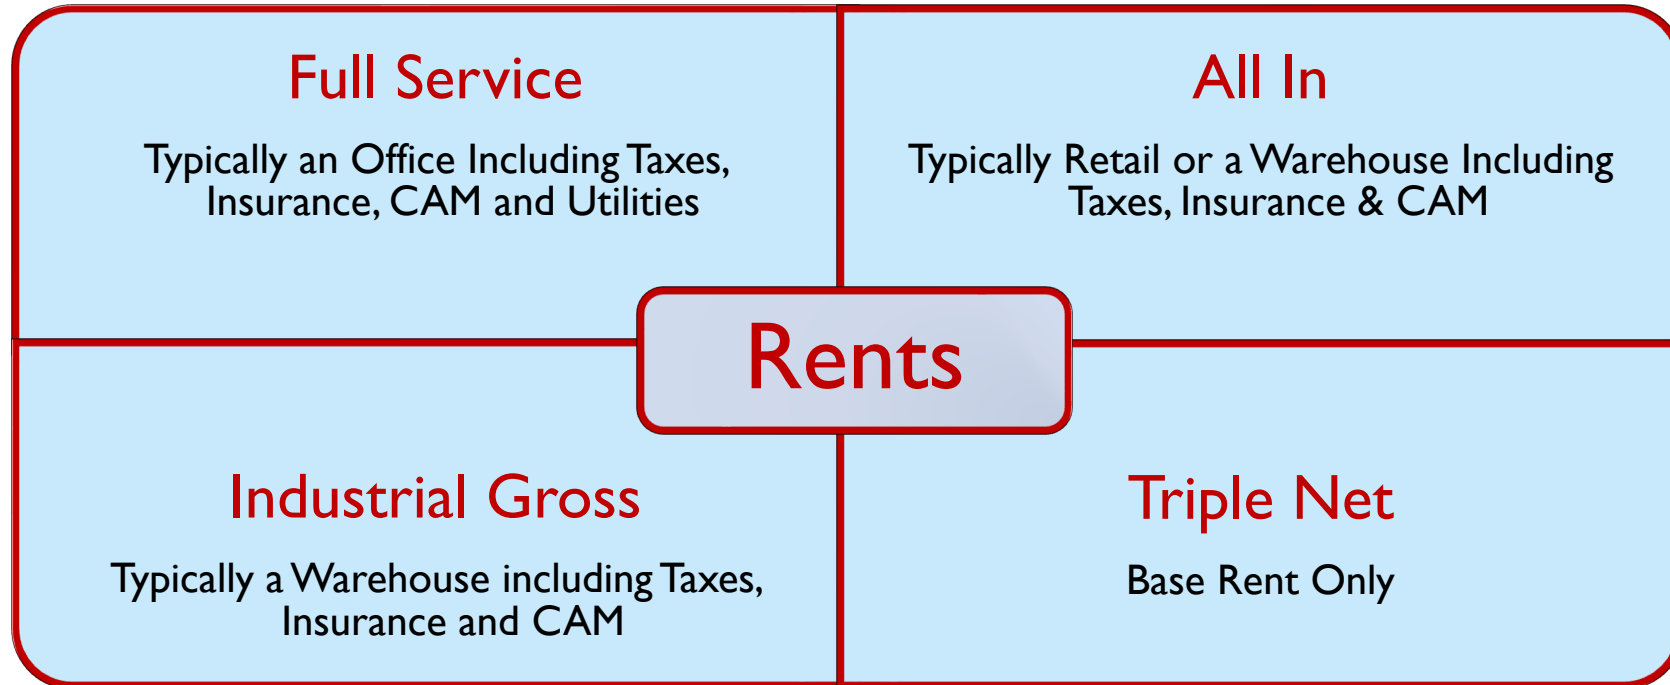 Full Service
Typically an Office Including Taxes,
Insurance, CAM and Utilities
All In
Typically Retail or a Warehouse Including
Taxes, Insurance & CAM
Rents
Industrial Gross
Typically a Warehouse including Taxes,
Insurance and CAM
Triple Net
Base Rent Only